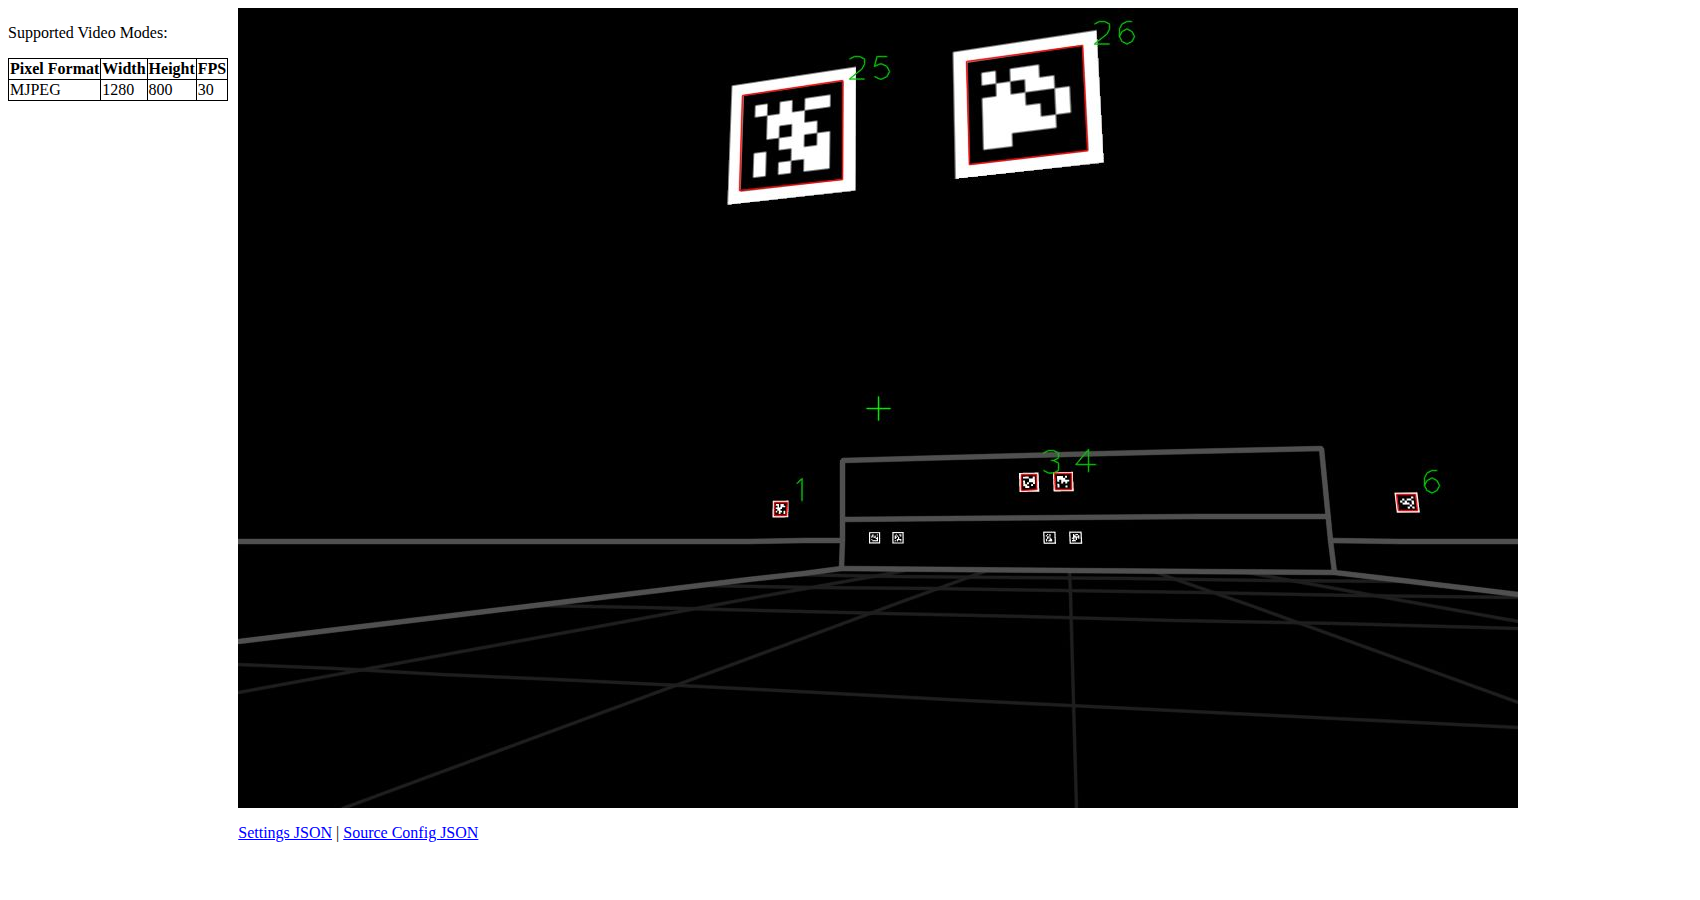 Supported Video Modes:
Pixel Format Width Height FPS
MJPEG 1280 800 30
25
26
1
3
4
6
Settings JSON | Source Config JSON